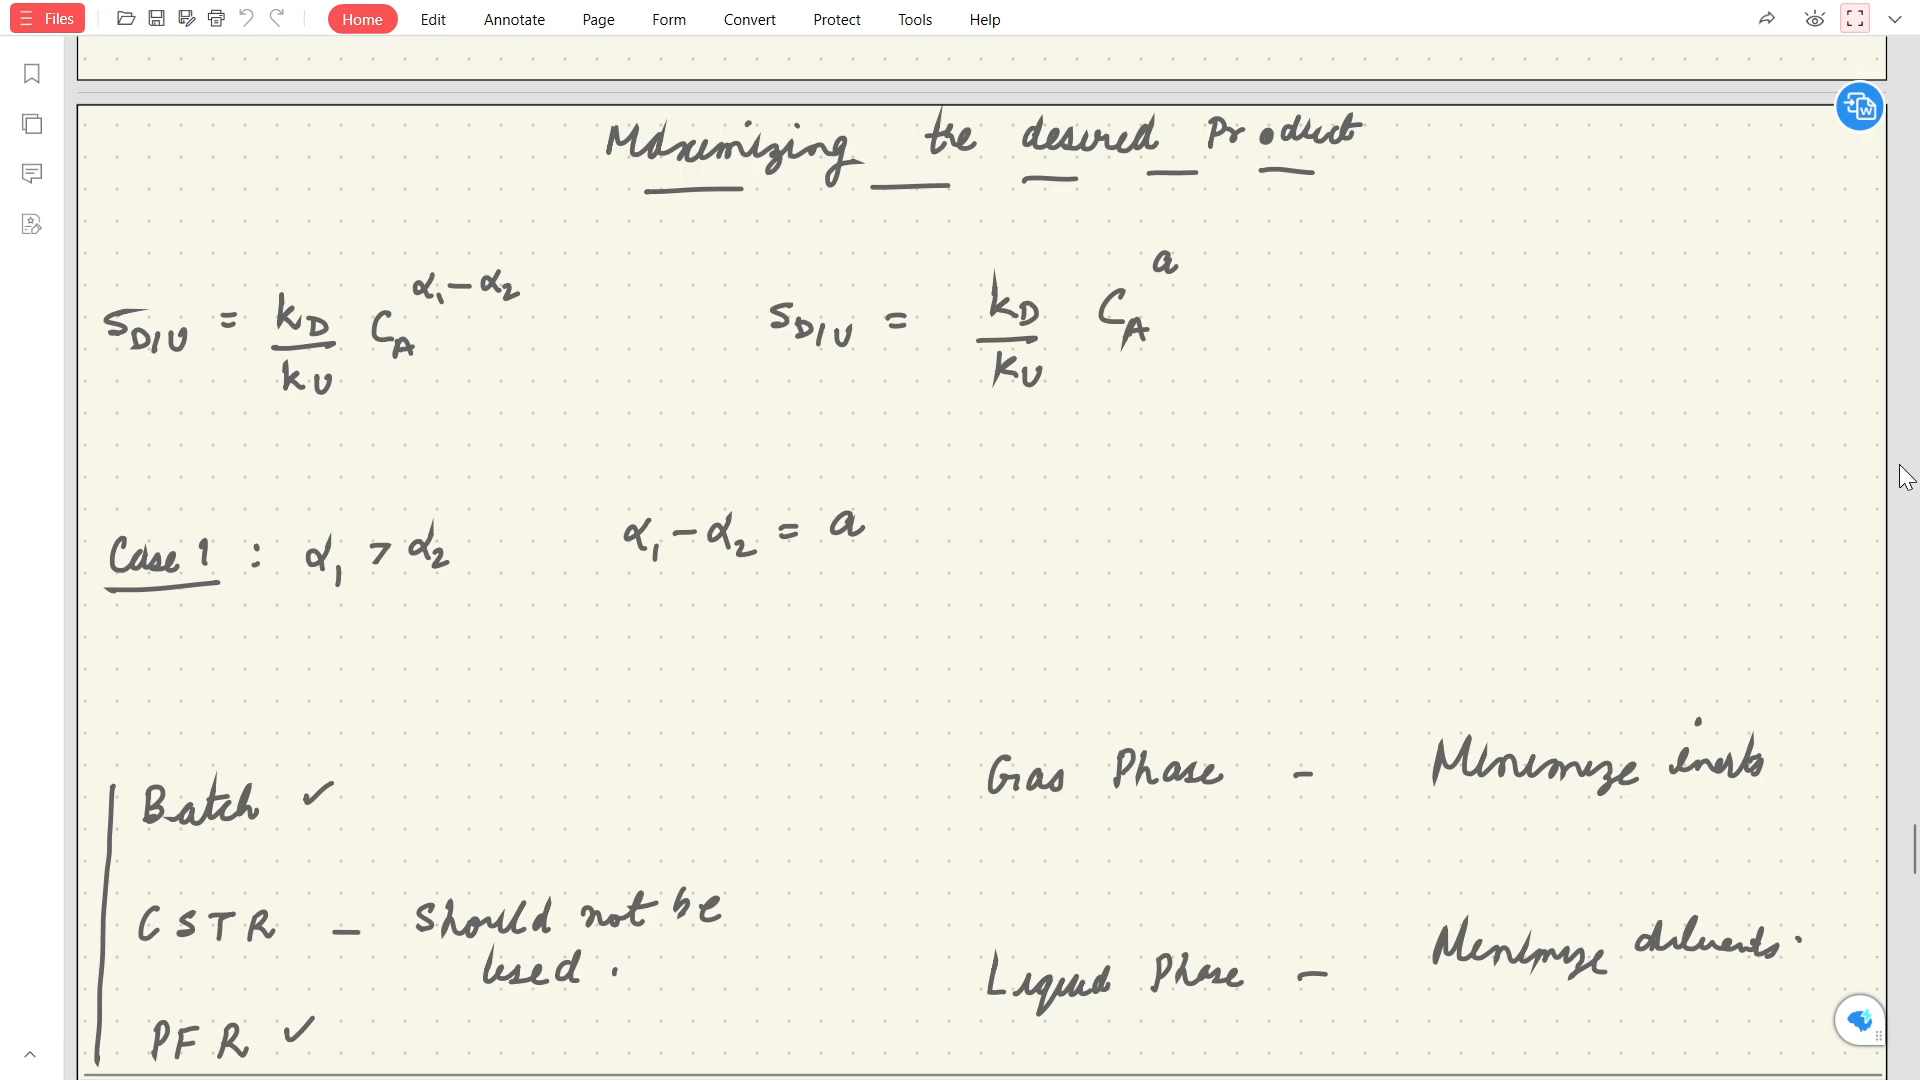 Files Home Edit Annotate Page Form Convert Protect Tools Help
Maximizing the desired Product
S_{D/U} = k_D/k_U C_A^{α₁-α₂}
S_{D/U} = k_D/k_U C_A^a
Case 1 : α₁ > α₂
α₁ - α₂ = a
Batch ✓
CSTR - should not be
used .
PFR ✓
Gas Phase - Minimize inerts
Liquid Phase - Minimize diluents.